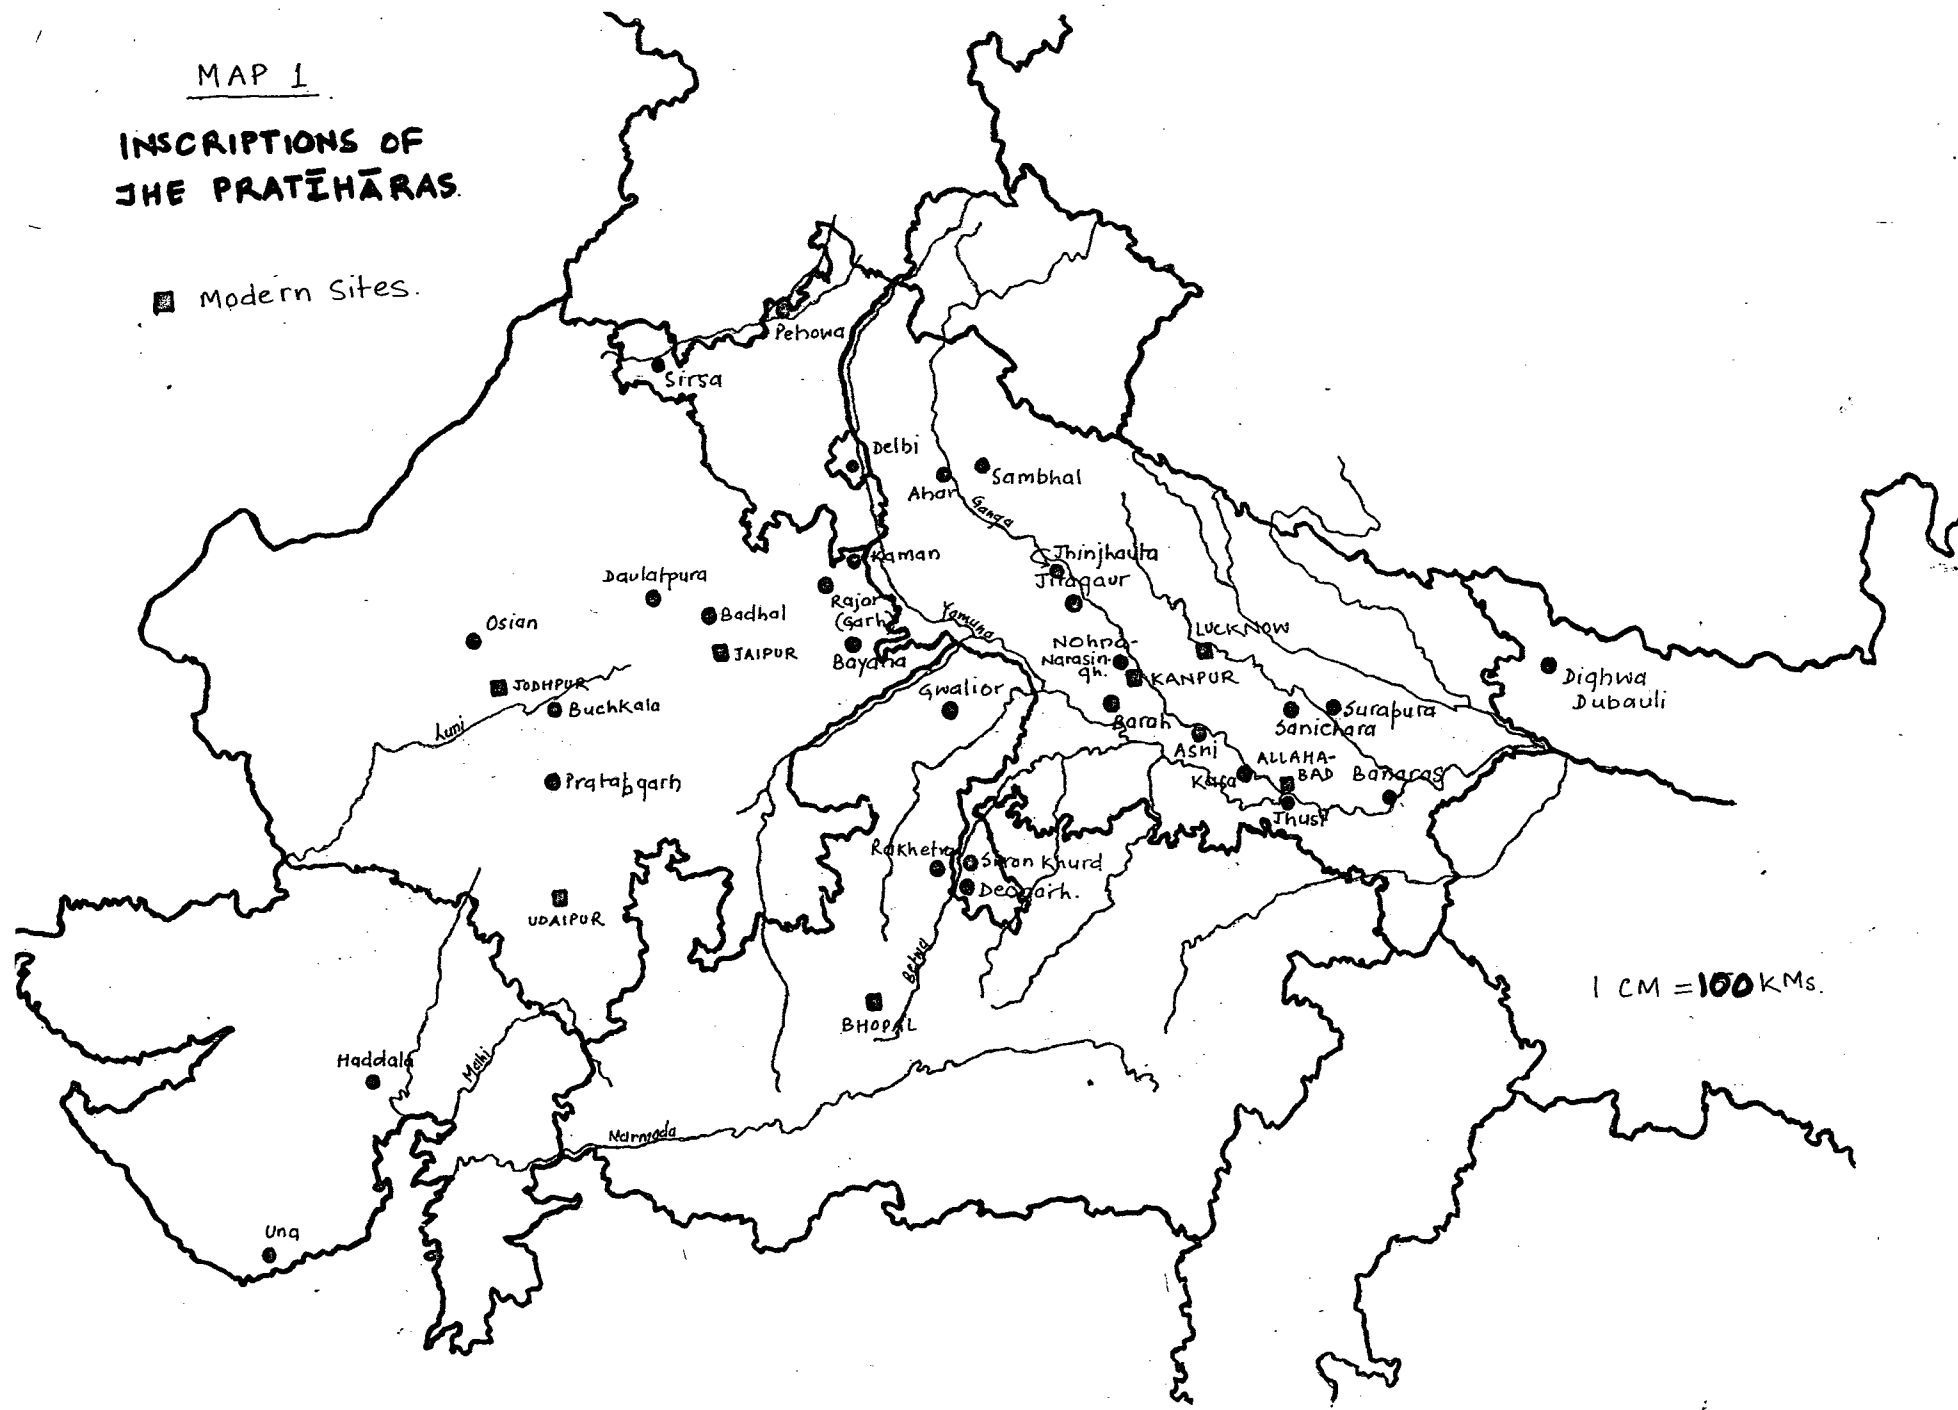 MAP 1
INSCRIPTIONS OF
THE PRATĪHĀRAS.
Modern Sites.
Pehowa
Sirsa
Delhi
Ahar
Sambhal
Ganga
Kaman
Jhinjhauta
Daulatpura
Badhal
Rajor
(Garh)
Yamuna
Osian
LUCKNOW
JAIPUR
Bayana
Narasin-
gh.
KANPUR
JODHPUR
Gwalior
Dighwa
Dubauli
Buchkala
Luni
Barah
Surapura
Sanichara
Asni
ALLAHA-
BAD
Banaras
Kara
Pratabgarh
Jhusi
Rakhetra
Siron Khurd
Deogarh.
UDAIPUR
Betwa
BHOPAL
1 CM = 100 KMs.
Haddala
Mahi
Narmada
Una